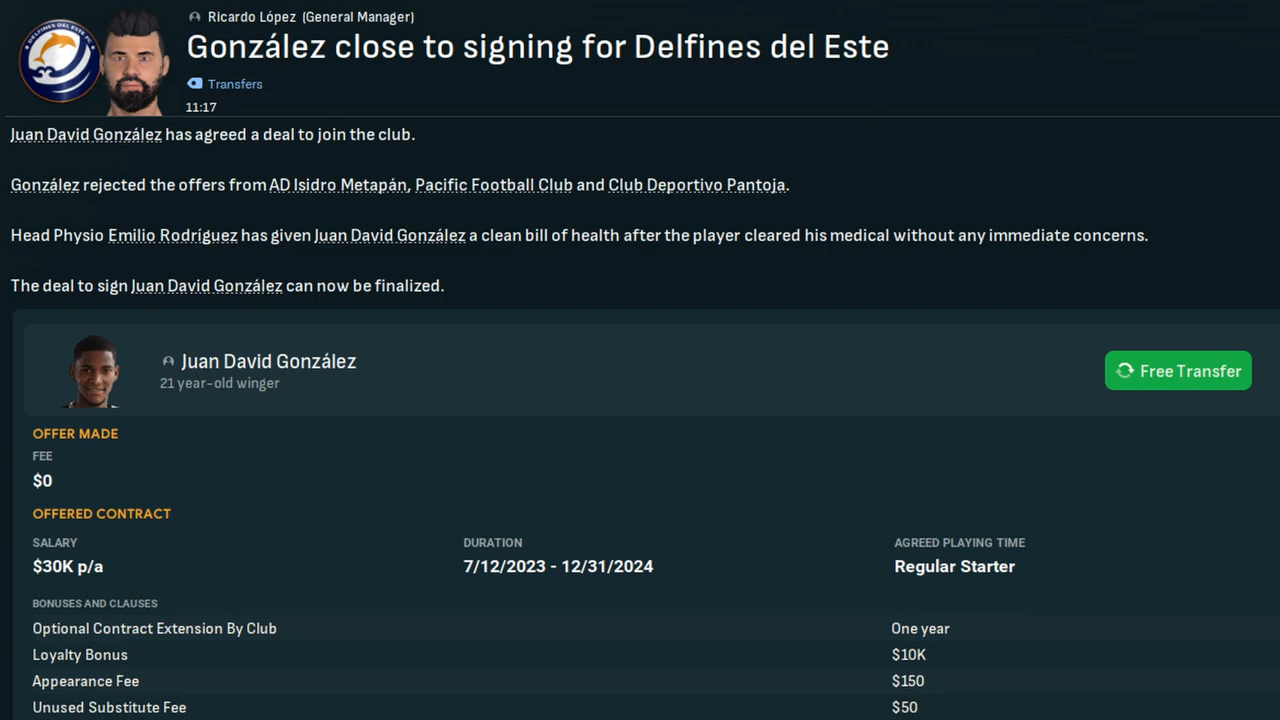 DELFINES DEL ESTE FC
Ricardo López (General Manager)
González close to signing for Delfines del Este
Transfers
11:17
Juan David González has agreed a deal to join the club.
González rejected the offers from AD Isidro Metapán, Pacific Football Club and Club Deportivo Pantoja.
Head Physio Emilio Rodríguez has given Juan David González a clean bill of health after the player cleared his medical without any immediate concerns.
The deal to sign Juan David González can now be finalized.
Juan David González
21 year-old winger
Free Transfer
OFFER MADE
FEE
$0
OFFERED CONTRACT
SALARY DURATION AGREED PLAYING TIME
$30K p/a 7/12/2023 - 12/31/2024 Regular Starter
BONUSES AND CLAUSES
Optional Contract Extension By Club One year
Loyalty Bonus $10K
Appearance Fee $150
Unused Substitute Fee $50